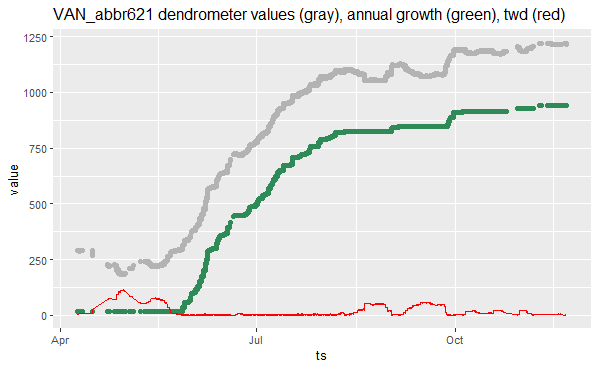 VAN_abbr621 dendrometer values (gray), annual growth (green), twd (red)
1250
1000
750
500
250
0
value
Apr
Jul
Oct
ts